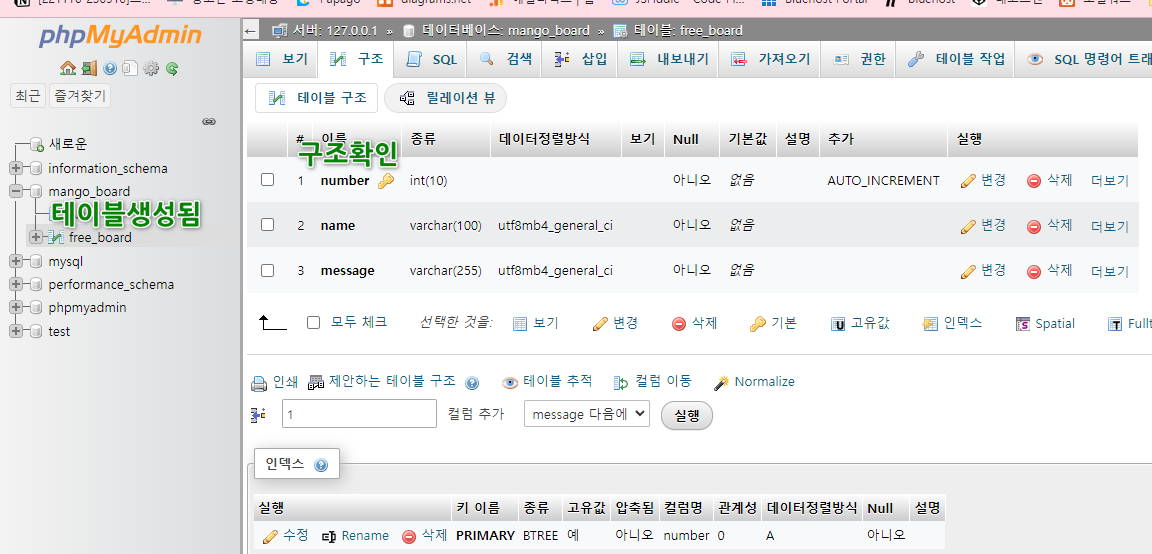 phpMyAdmin
최근 즐겨찾기
새로운
information_schema
mango_board
테이블생성됨
free_board
mysql
performance_schema
phpmyadmin
test
서버: 127.0.0.1 » 데이터베이스: mango_board » 테이블: free_board
보기 구조 SQL 검색 삽입 내보내기 가져오기 권한 테이블 작업 SQL 명령어 트래
테이블 구조 릴레이션 뷰
# 이름 종류 데이터정렬방식 보기 Null 기본값 설명 추가 실행
구조확인
1 number int(10) 아니오 없음 AUTO_INCREMENT 변경 삭제 더보기
2 name varchar(100) utf8mb4_general_ci 아니오 없음 변경 삭제 더보기
3 message varchar(255) utf8mb4_general_ci 아니오 없음 변경 삭제 더보기
모두 체크 선택한 것을: 보기 변경 삭제 기본 고유값 인덱스 Spatial Fullt
인쇄 제안하는 테이블 구조 테이블 추적 컬럼 이동 Normalize
1 컬럼 추가 message 다음에 실행
인덱스
실행 키 이름 종류 고유값 압축됨 컬럼명 관계성 데이터정렬방식 Null 설명
수정 Rename 삭제 PRIMARY BTREE 예 아니오 number 0 A 아니오